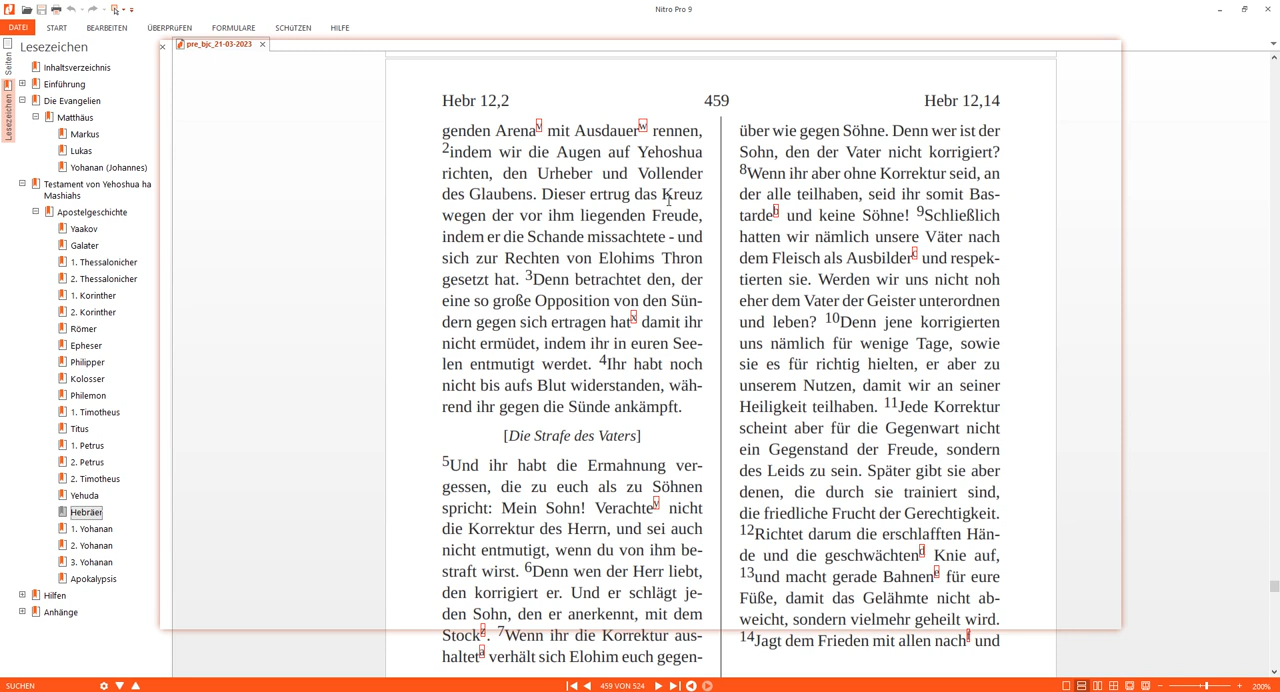 Nitro Pro 9
DATEI START BEARBEITEN ÜBERPRüFEN FORMULARE SCHüTZEN HILFE
Seiten
Lesezeichen
Lesezeichen
Inhaltsverzeichnis
Einführung
Die Evangelien
Matthäus
Markus
Lukas
Yohanan (Johannes)
Testament von Yehoshua ha
Mashiahs
Apostelgeschichte
Yaakov
Galater
1. Thessalonicher
2. Thessalonicher
1. Korinther
2. Korinther
Römer
Epheser
Philipper
Kolosser
Philemon
1. Timotheus
Titus
1. Petrus
2. Petrus
2. Timotheus
Yehuda
Hebräer
1. Yohanan
2. Yohanan
3. Yohanan
Apokalypsis
Hilfen
Anhänge
pre_bjc_21-03-2023
Hebr 12,2 459 Hebr 12,14
genden Arenav mit Ausdauerw rennen,
2indem wir die Augen auf Yehoshua
richten, den Urheber und Vollender
des Glaubens. Dieser ertrug das Kreuz
wegen der vor ihm liegenden Freude,
indem er die Schande missachtete - und
sich zur Rechten von Elohims Thron
gesetzt hat. 3Denn betrachtet den, der
eine so große Opposition von den Sün-
dern gegen sich ertragen hatx damit ihr
nicht ermüdet, indem ihr in euren See-
len entmutigt werdet. 4Ihr habt noch
nicht bis aufs Blut widerstanden, wäh-
rend ihr gegen die Sünde ankämpft.
[Die Strafe des Vaters]
5Und ihr habt die Ermahnung ver-
gessen, die zu euch als zu Söhnen
spricht: Mein Sohn! Verachtey nicht
die Korrektur des Herrn, und sei auch
nicht entmutigt, wenn du von ihm be-
straft wirst. 6Denn wen der Herr liebt,
den korrigiert er. Und er schlägt je-
den Sohn, den er anerkennt, mit dem
Stockz. 7Wenn ihr die Korrektur aus-
halteta verhält sich Elohim euch gegen-
über wie gegen Söhne. Denn wer ist der
Sohn, den der Vater nicht korrigiert?
8Wenn ihr aber ohne Korrektur seid, an
der alle teilhaben, seid ihr somit Bas-
tardeb und keine Söhne! 9Schließlich
hatten wir nämlich unsere Väter nach
dem Fleisch als Ausbilderc und respek-
tierten sie. Werden wir uns nicht noh
eher dem Vater der Geister unterordnen
und leben? 10Denn jene korrigierten
uns nämlich für wenige Tage, sowie
sie es für richtig hielten, er aber zu
unserem Nutzen, damit wir an seiner
Heiligkeit teilhaben. 11Jede Korrektur
scheint aber für die Gegenwart nicht
ein Gegenstand der Freude, sondern
des Leids zu sein. Später gibt sie aber
denen, die durch sie trainiert sind,
die friedliche Frucht der Gerechtigkeit.
12Richtet darum die erschlafften Hän-
de und die geschwächtend Knie auf,
13und macht gerade Bahnene für eure
Füße, damit das Gelähmte nicht ab-
weicht, sondern vielmehr geheilt wird.
14Jagt dem Frieden mit allen nachf und
SUCHEN 459 VON 524 200%